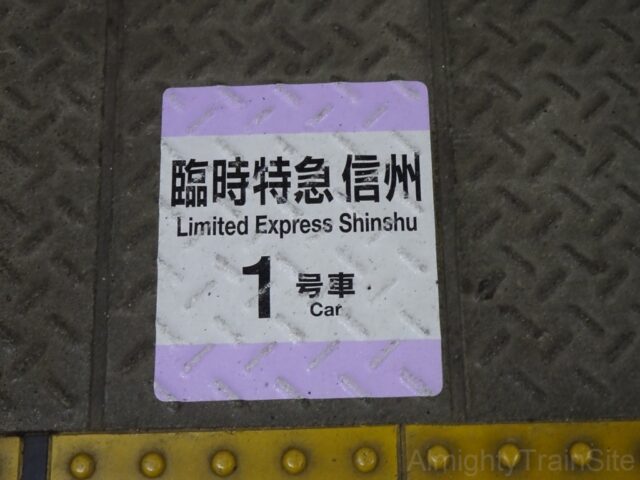 臨時特急信州
Limited Express Shinshu
1号車
Car
AlmightyTrainSite